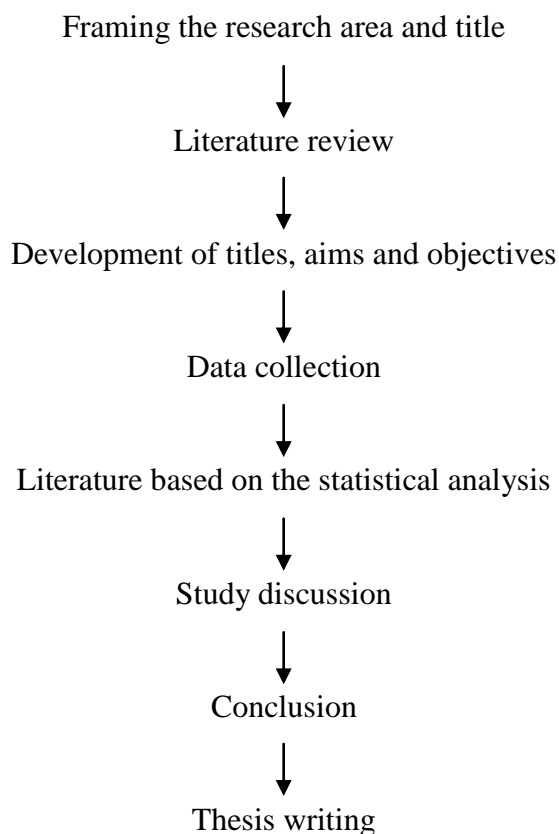 Framing the research area and title
Literature review
Development of titles, aims and objectives
Data collection
Literature based on the statistical analysis
Study discussion
Conclusion
Thesis writing